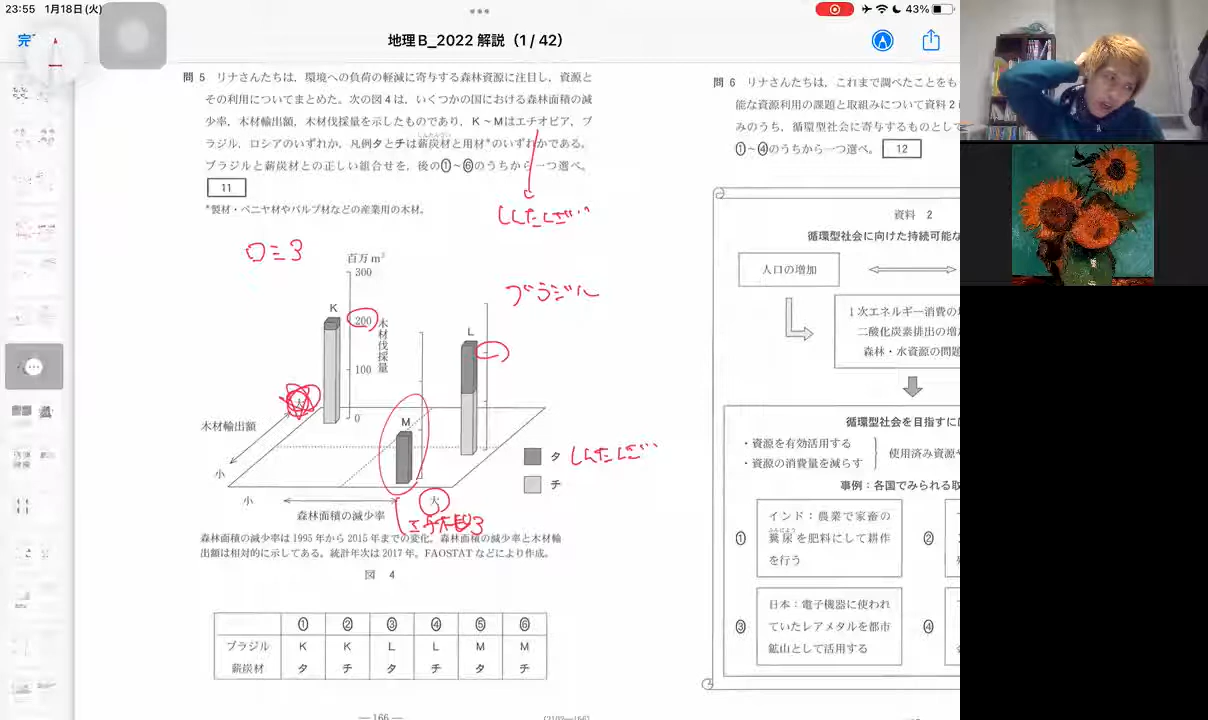 23:55 1月18日(火)
43%
完了
地理B_2022 解説 (1 / 42)
問 5 リナさんたちは，環境への負荷の軽減に寄与する森林資源に注目し，資源と
その利用についてまとめた。次の図4は，いくつかの国における森林面積の減
少率，木材輸出額，木材伐採量を示したものであり，K～Mはエチオピア，ブ
ラジル，ロシアのいずれか，凡例タとチは薪炭材と用材*のいずれかである。
しんたんざい
ブラジルと薪炭材との正しい組合せを，後の①～⑥のうちから一つ選べ。
11
*製材・ベニヤ材やパルプ材などの産業用の木材。
しんたんざい
ロシア
ブラジル
百万 m³
300
200
100
0
木材伐採量
K
L
M
大
木材輸出額
小
小
森林面積の減少率
大
エチオピア
タ しんたんざい
チ
森林面積の減少率は1995年から2015年までの変化。森林面積の減少率と木材輸
出額は相対的に示してある。統計年次は2017年。FAOSTATなどにより作成。
図 4
① ② ③ ④ ⑤ ⑥
ブラジル K K L L M M
薪炭材 タ チ タ チ タ チ
—166—
問 6 リナさんたちは，これまで調べたことをも
能な資源利用の課題と取組みについて資料2に
みのうち，循環型社会に寄与するものとして
①～④のうちから一つ選べ。 12
資料 2
循環型社会に向けた持続可能な
人口の増加
1次エネルギー消費の
二酸化炭素排出の増
森林・水資源の問題
循環型社会を目指すに
・資源を有効活用する
・資源の消費量を減らす
使用済み資源
事例：各国でみられる取
① インド：農業で家畜の
ふんにょう
糞尿を肥料にして耕作
を行う
②
③ 日本：電子機器に使われ
ていたレアメタルを都市
鉱山として活用する
④